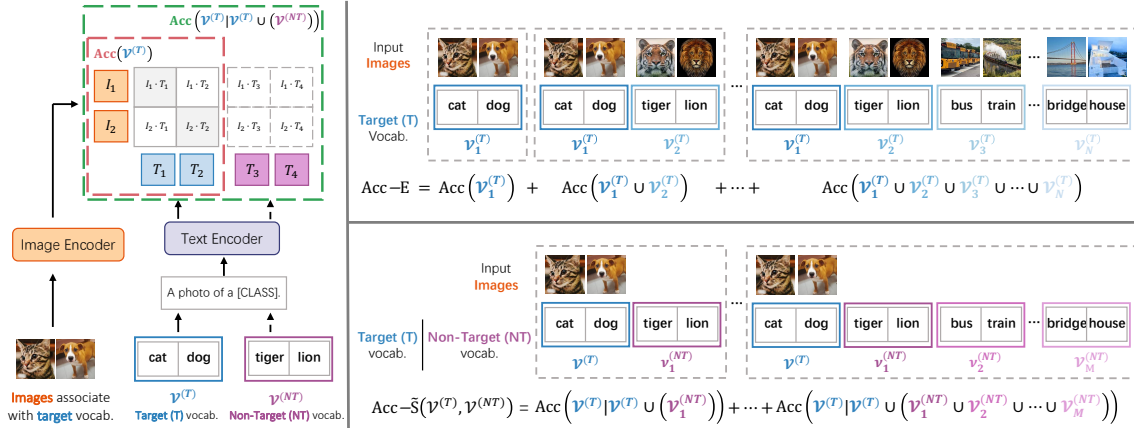 Acc(𝒱^(T)|𝒱^(T) ∪ (𝒱^(NT)))
Acc(𝒱^(T))
I₁ I₁·T₁ I₁·T₂ I₁·T₃ I₁·T₄
I₂ I₂·T₁ I₂·T₂ I₂·T₃ I₂·T₄
T₁ T₂ T₃ T₄
Image Encoder
Text Encoder
A photo of a [CLASS].
cat dog tiger lion
𝒱^(T) 𝒱^(NT)
Images associate
with target vocab.
Target (T) vocab. Non-Target (NT) vocab.
Input
Images
Target (T)
Vocab.
cat dog cat dog tiger lion ... cat dog tiger lion bus train ... bridge house
𝒱₁^(T) 𝒱₁^(T) 𝒱₂^(T) 𝒱₁^(T) 𝒱₂^(T) 𝒱₃^(T) 𝒱_N^(T)
Acc−E = Acc(𝒱₁^(T)) + Acc(𝒱₁^(T) ∪ 𝒱₂^(T)) + ⋯ + Acc(𝒱₁^(T) ∪ 𝒱₂^(T) ∪ 𝒱₃^(T) ∪ ⋯ ∪ 𝒱_N^(T))
Input
Images
Target (T) Non-Target (NT)
vocab. vocab.
cat dog tiger lion ... cat dog tiger lion bus train ... bridge house
𝒱^(T) 𝒱₁^(NT) 𝒱^(T) 𝒱₁^(NT) 𝒱₂^(NT) 𝒱_M^(NT)
Acc−S̃(𝒱^(T), 𝒱^(NT)) = Acc(𝒱^(T)|𝒱^(T) ∪ (𝒱₁^(NT))) + ⋯ + Acc(𝒱^(T)|𝒱^(T) ∪ (𝒱₁^(NT) ∪ 𝒱₂^(NT) ∪ ⋯ ∪ 𝒱_M^(NT)))